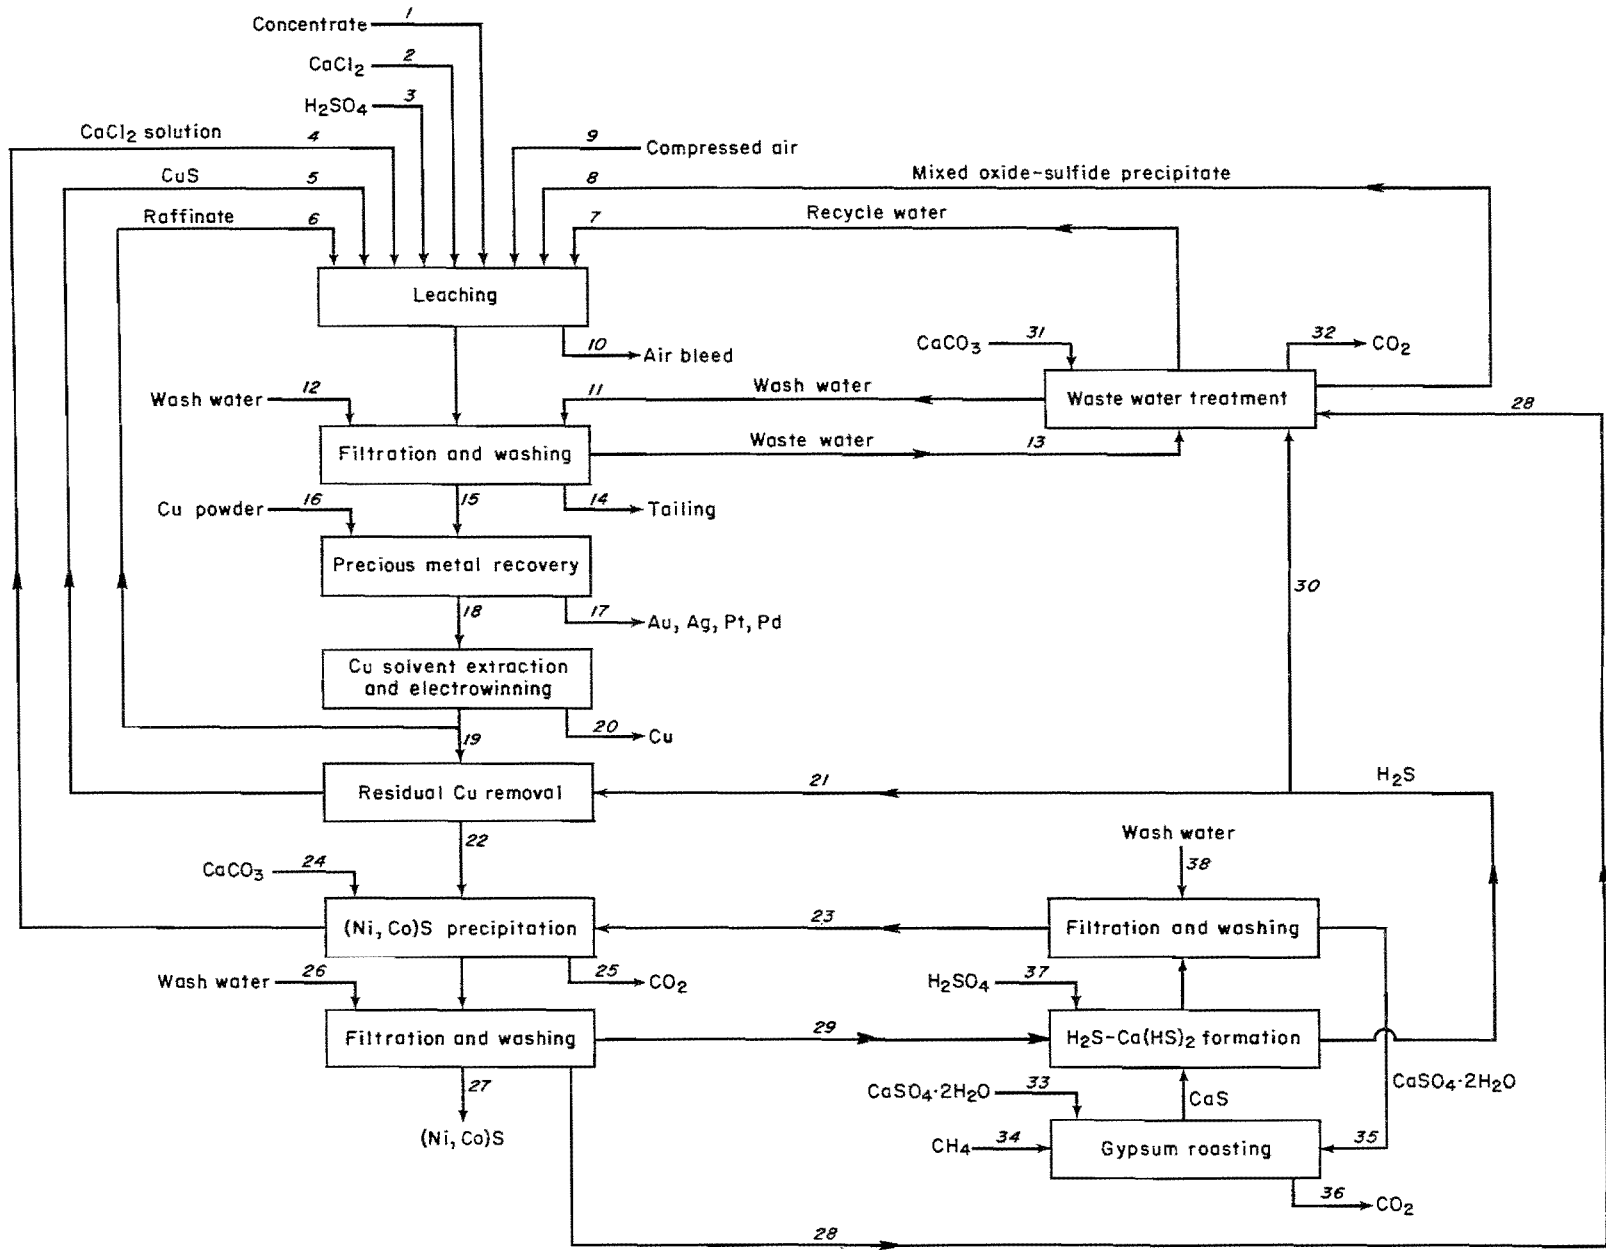 Concentrate 1
CaCl2 2
H2SO4 3
CaCl2 solution 4
9 Compressed air
CuS 5
8 Mixed oxide-sulfide precipitate
Raffinate 6
7 Recycle water
Leaching
10 Air bleed
CaCO3 31
32 CO2
Wash water 12
11 Wash water
Waste water treatment
28
Filtration and washing
Waste water 13
Cu powder 16
15
14 Tailing
Precious metal recovery
30
18
17 Au, Ag, Pt, Pd
Cu solvent extraction
and electrowinning
19
20 Cu
Residual Cu removal
21
H2S
22
Wash water
38
CaCO3 24
(Ni, Co)S precipitation
23
Filtration and washing
Wash water 26
25 CO2
H2SO4 37
Filtration and washing
29
H2S-Ca(HS)2 formation
27
(Ni, Co)S
CaSO4·2H2O 33
CaS
CaSO4·2H2O
CH4 34
Gypsum roasting
35
36 CO2
28